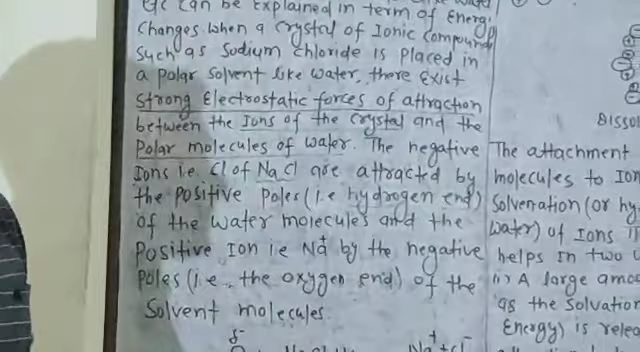 can be explained in term of Energy
Changes. When a crystal of Ionic compound
such as Sodium chloride is placed in
a polar solvent like water, there exist
strong Electrostatic forces of attraction
between the Ions of the crystal and the
Polar molecules of water. The negative
Ions i.e Cl of NaCl are attracted by
the positive Poles (i.e hydrogen end)
of the water molecules and the
Positive Ion ie Na+ by the negative
Poles (i.e., the oxygen end) of the
Solvent molecules.
δ-
Na+ + Cl-
Dissol
The attachment
molecules to Ion
Solvenation (or hy-
water) of Ions
helps in two
(i) A large amo
as the Solvation
Energy) is relea